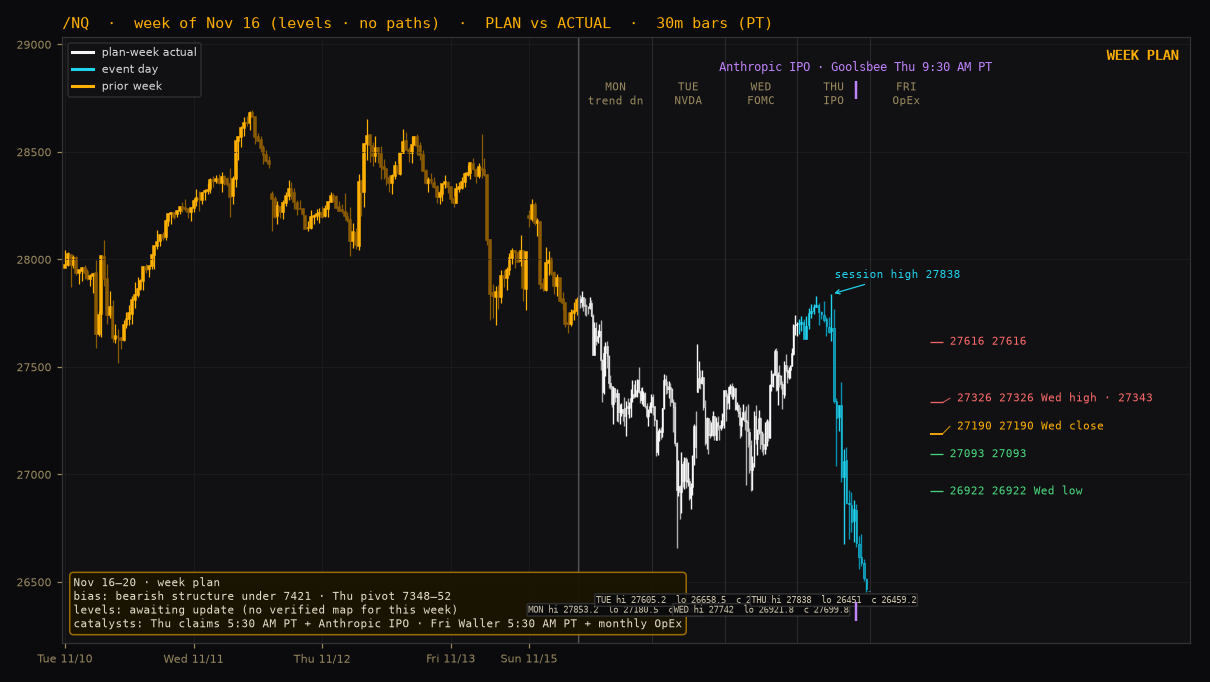 /NQ · week of Nov 16 (levels · no paths) · PLAN vs ACTUAL · 30m bars (PT)
29000
28500
28000
27500
27000
26500
plan-week actual
event day
prior week
WEEK PLAN
Anthropic IPO · Goolsbee Thu 9:30 AM PT
MON
trend dn
TUE
NVDA
WED
FOMC
THU
IPO
FRI
OpEx
session high 27838
27616 27616
27326 27326 Wed high · 27343
27190 27190 Wed close
27093 27093
26922 26922 Wed low
Nov 16–20 · week plan
bias: bearish structure under 7421 · Thu pivot 7348–52
levels: awaiting update (no verified map for this week)
catalysts: Thu claims 5:30 AM PT + Anthropic IPO · Fri Waller 5:30 AM PT + monthly OpEx
TUE hi 27605.2 lo 26658.5 c 2
THU hi 27838 lo 26451 c 26459.2
MON hi 27853.2 lo 27180.5 c
WED hi 27742 lo 26921.8 c 27699.8
Tue 11/10
Wed 11/11
Thu 11/12
Fri 11/13
Sun 11/15